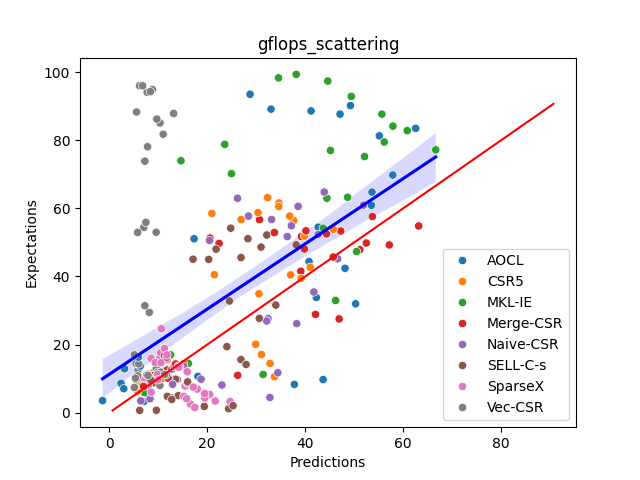 gflops_scattering
Expectations
100
80
60
40
20
0
0
20
40
60
80
Predictions
AOCL
CSR5
MKL-IE
Merge-CSR
Naive-CSR
SELL-C-s
SparseX
Vec-CSR